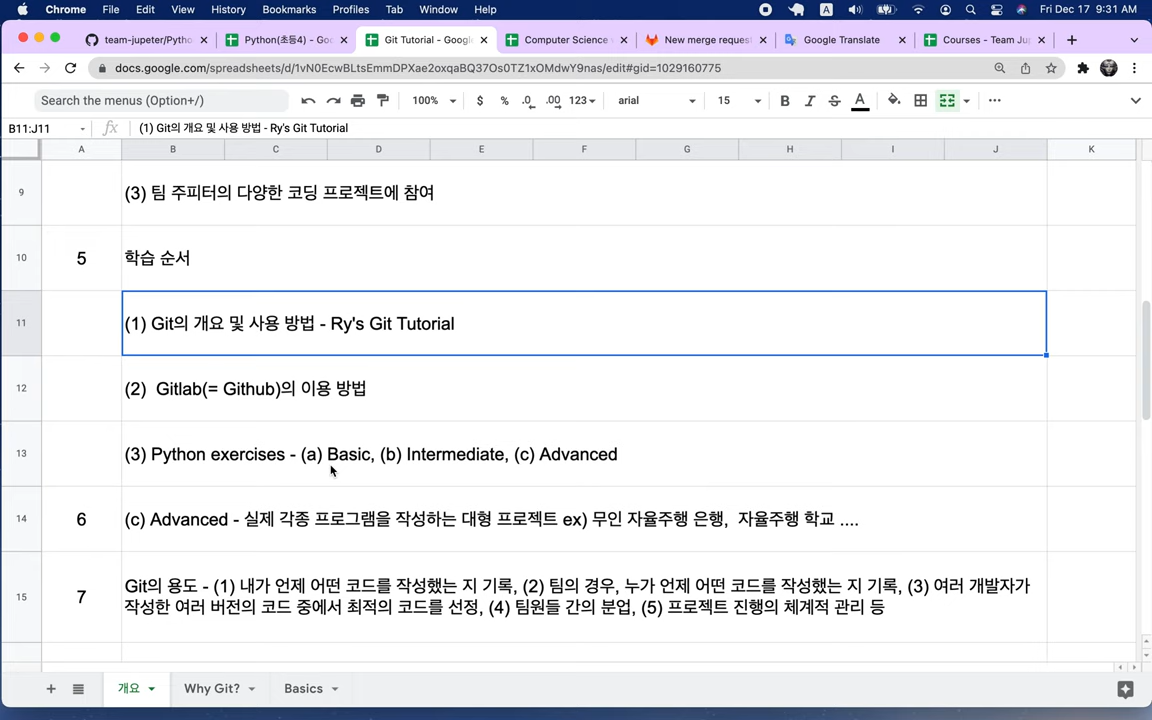 Chrome File Edit View History Bookmarks Profiles Tab Window Help A Fri Dec 17 9:31 AM
team-jupeter/Pytho Python(초등4) - Goo Git Tutorial - Google Computer Science New merge request Google Translate Courses - Team Ju
docs.google.com/spreadsheets/d/1vN0EcwBLtsEmmDPXae2oxqaBQ37Os0TZ1xOMdwY9nas/edit#gid=1029160775
Search the menus (Option+/) 100% $ % .0 .00 123 arial 15 B I S A
B11:J11 fx (1) Git의 개요 및 사용 방법 - Ry's Git Tutorial
A B C D E F G H I J K
9 (3) 팀 주피터의 다양한 코딩 프로젝트에 참여
10 5 학습 순서
11 (1) Git의 개요 및 사용 방법 - Ry's Git Tutorial
12 (2) Gitlab(= Github)의 이용 방법
13 (3) Python exercises - (a) Basic, (b) Intermediate, (c) Advanced
14 6 (c) Advanced - 실제 각종 프로그램을 작성하는 대형 프로젝트 ex) 무인 자율주행 은행, 자율주행 학교 ....
15 7 Git의 용도 - (1) 내가 언제 어떤 코드를 작성했는 지 기록, (2) 팀의 경우, 누가 언제 어떤 코드를 작성했는 지 기록, (3) 여러 개발자가
작성한 여러 버전의 코드 중에서 최적의 코드를 선정, (4) 팀원들 간의 분업, (5) 프로젝트 진행의 체계적 관리 등
개요 Why Git? Basics